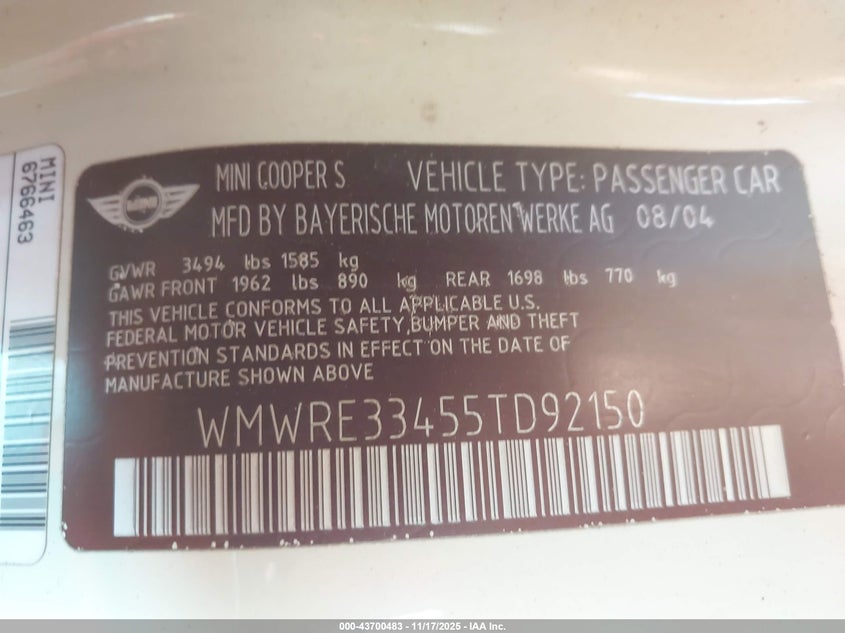 MINI
6766463
MINI
MINI COOPER S VEHICLE TYPE: PASSENGER CAR
MFD BY BAYERISCHE MOTOREN WERKE AG 08/04
GVWR 3494 lbs 1585 kg
GAWR FRONT 1962 lbs 890 kg REAR 1698 lbs 770 kg
THIS VEHICLE CONFORMS TO ALL APPLICABLE U.S.
FEDERAL MOTOR VEHICLE SAFETY, BUMPER AND THEFT
PREVENTION STANDARDS IN EFFECT ON THE DATE OF
MANUFACTURE SHOWN ABOVE
WMWRE33455TD92150
000-43700483 - 11/17/2025 - IAA Inc.